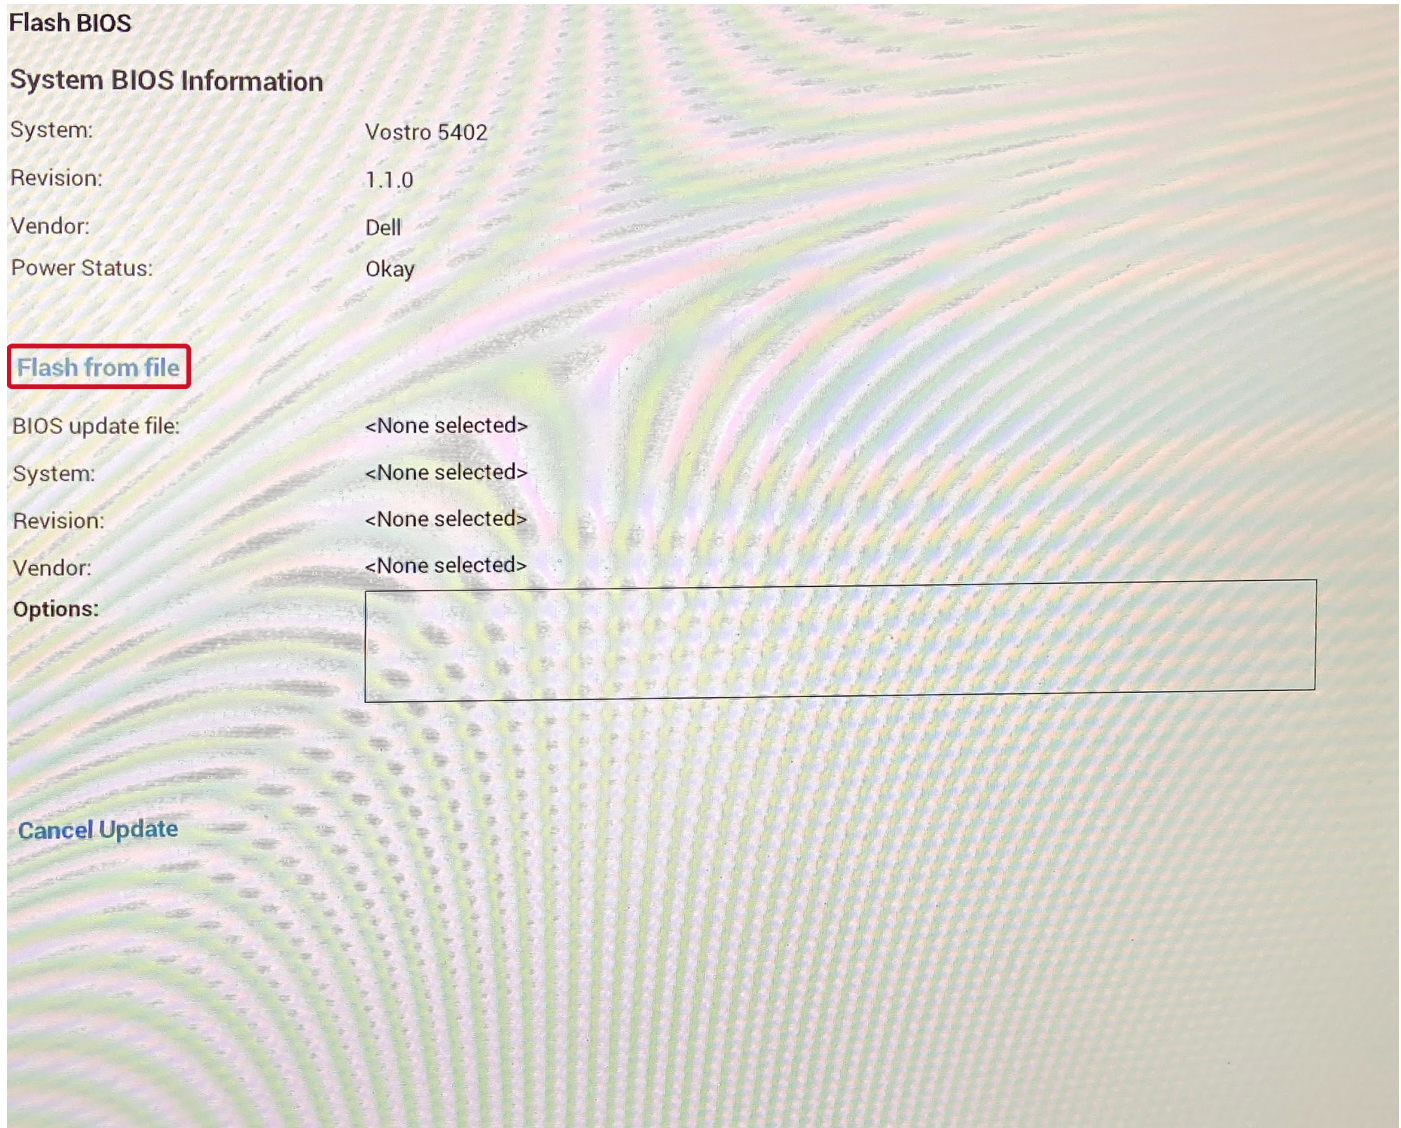 Flash BIOS
System BIOS Information
System: Vostro 5402
Revision: 1.1.0
Vendor: Dell
Power Status: Okay
Flash from file
BIOS update file: <None selected>
System: <None selected>
Revision: <None selected>
Vendor: <None selected>
Options:
Cancel Update